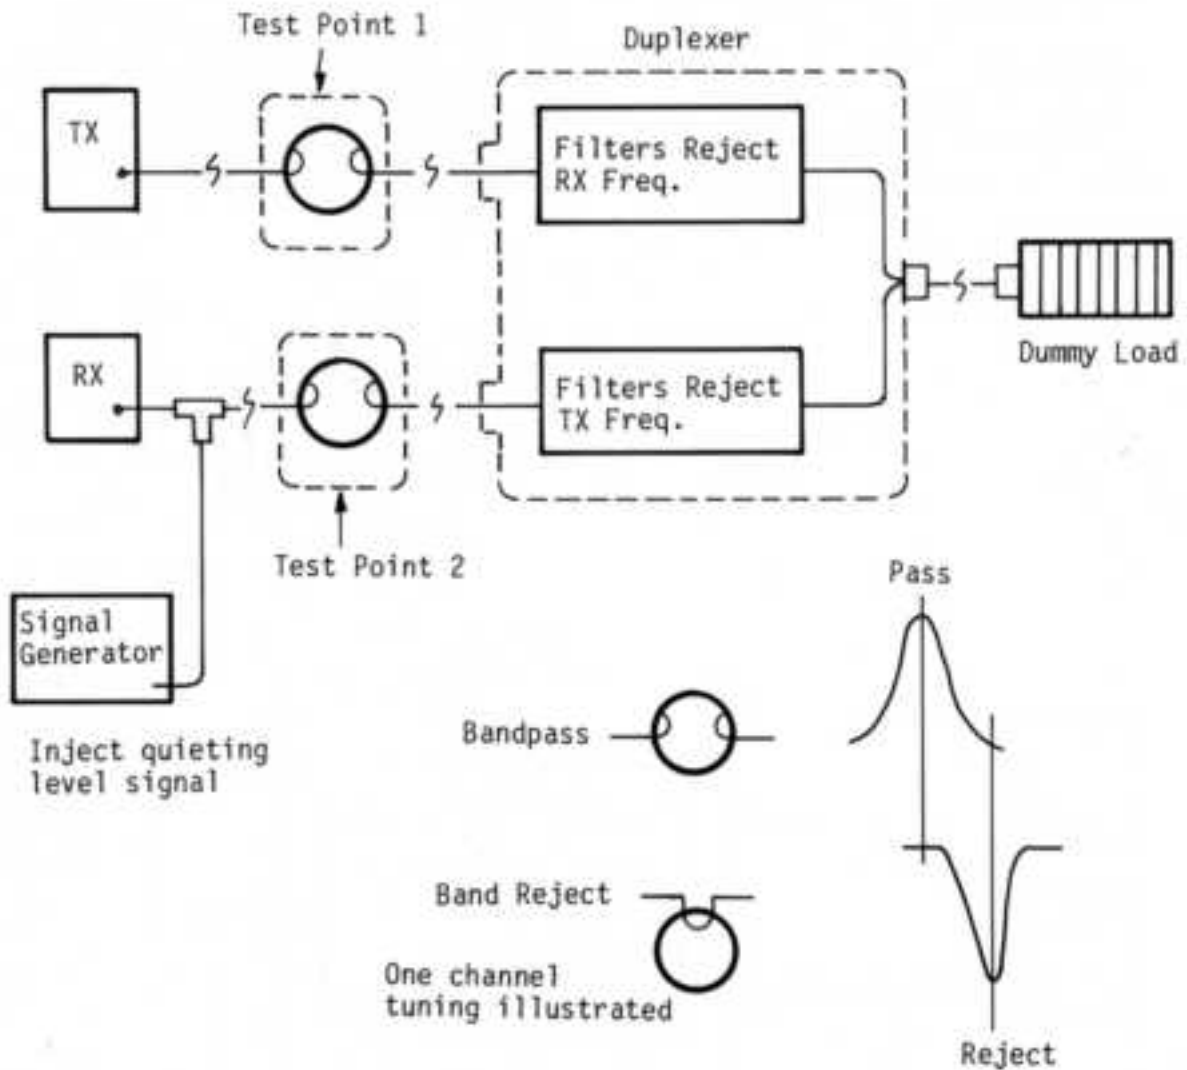 Test Point 1
Duplexer
TX
Filters Reject
RX Freq.
RX
Filters Reject
TX Freq.
Dummy Load
Test Point 2
Signal
Generator
Inject quieting
level signal
Pass
Bandpass
Band Reject
One channel
tuning illustrated
Reject